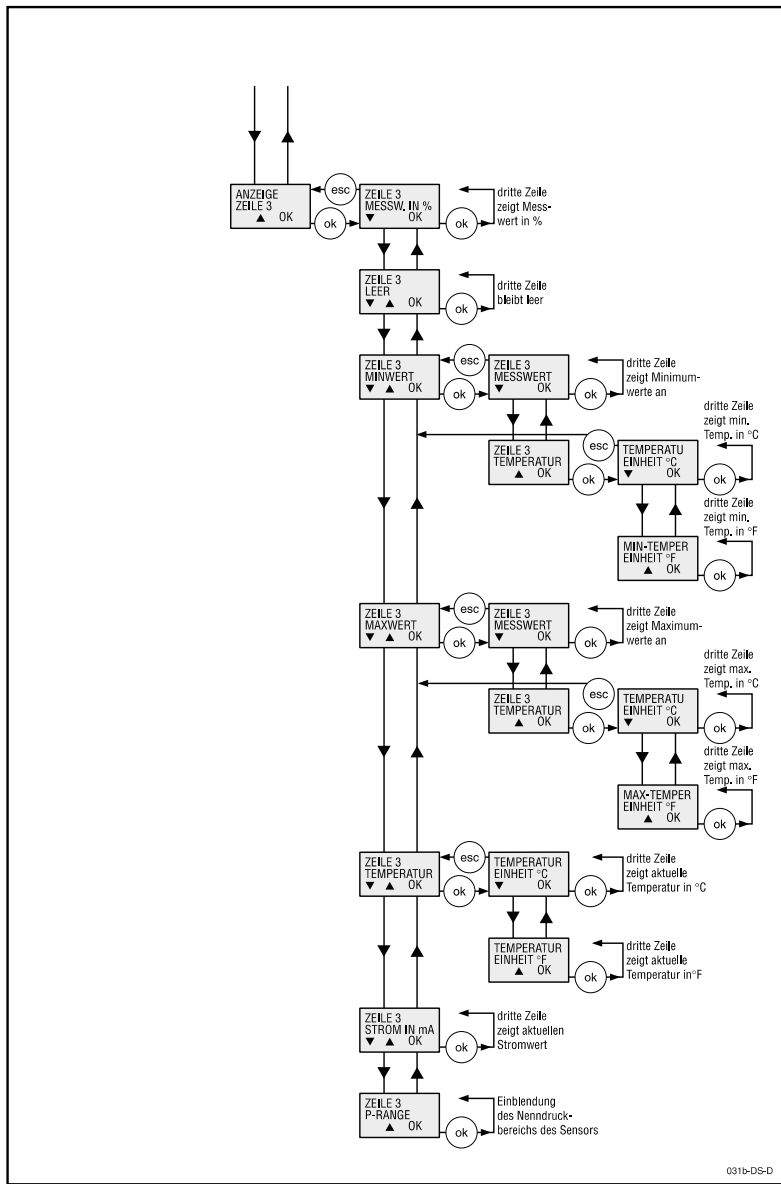 ANZEIGE
ZEILE 3
▲ OK
esc
ok
ZEILE 3
MESSW. IN %
▼ OK
ok
dritte Zeile
zeigt Mess-
wert in %
ZEILE 3
LEER
▼ ▲ OK
ok
dritte Zeile
bleibt leer
ZEILE 3
MINWERT
▼ ▲ OK
esc
ok
ZEILE 3
MESSWERT
▼ OK
ok
dritte Zeile
zeigt Minimum-
werte an
ZEILE 3
TEMPERATUR
▲ OK
esc
ok
TEMPERATU
EINHEIT °C
▼ OK
ok
dritte Zeile
zeigt min.
Temp. in °C
MIN-TEMPER
EINHEIT °F
▲ OK
ok
dritte Zeile
zeigt min.
Temp. in °F
ZEILE 3
MAXWERT
▼ ▲ OK
esc
ok
ZEILE 3
MESSWERT
▼ OK
ok
dritte Zeile
zeigt Maximum-
werte an
ZEILE 3
TEMPERATUR
▲ OK
esc
ok
TEMPERATU
EINHEIT °C
▼ OK
ok
dritte Zeile
zeigt max.
Temp. in °C
MAX-TEMPER
EINHEIT °F
▲ OK
ok
dritte Zeile
zeigt max.
Temp. in °F
ZEILE 3
TEMPERATUR
▼ ▲ OK
esc
ok
TEMPERATUR
EINHEIT °C
▼ OK
ok
dritte Zeile
zeigt aktuelle
Temperatur in °C
TEMPERATUR
EINHEIT °F
▲ OK
ok
dritte Zeile
zeigt aktuelle
Temperatur in°F
ZEILE 3
STROM IN mA
▼ ▲ OK
ok
dritte Zeile
zeigt aktuellen
Stromwert
ZEILE 3
P-RANGE
▲ OK
ok
Einblendung
des Nenndruck-
bereichs des Sensors
031b-DS-D